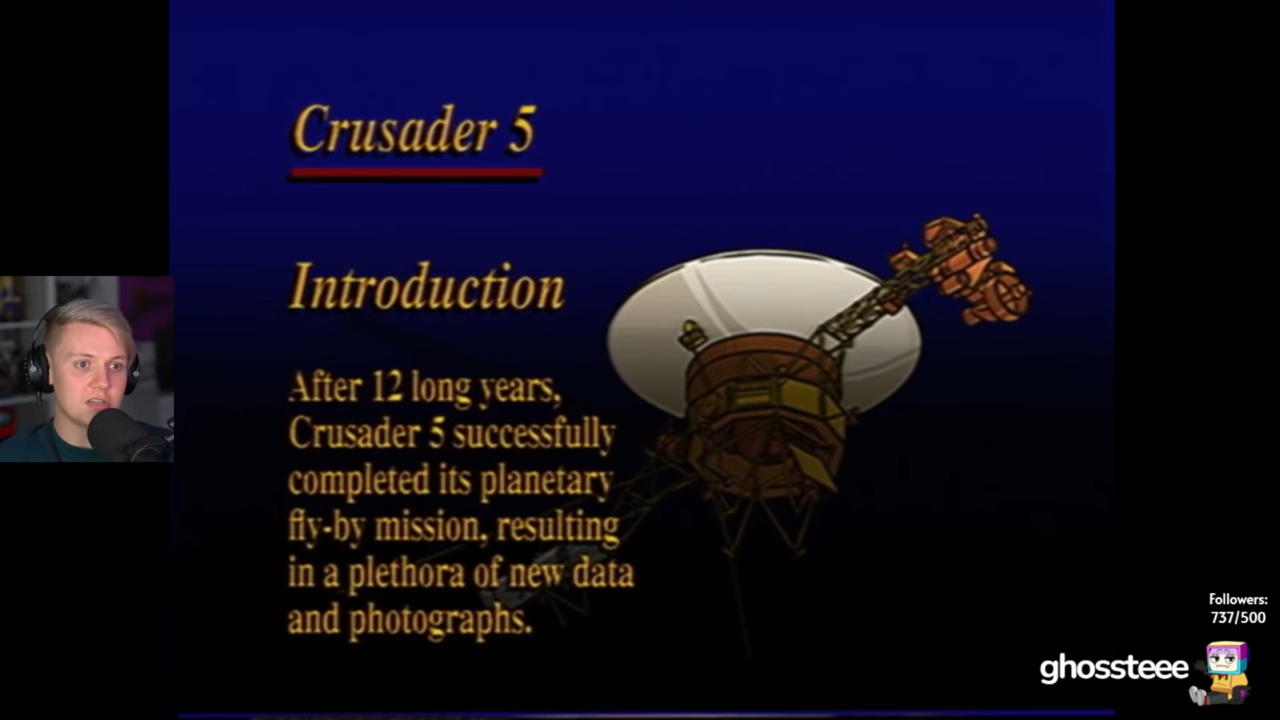 Crusader 5
Introduction
After 12 long years,
Crusader 5 successfully
completed its planetary
fly-by mission, resulting
in a plethora of new data
and photographs.
Followers:
737/500
ghossteee